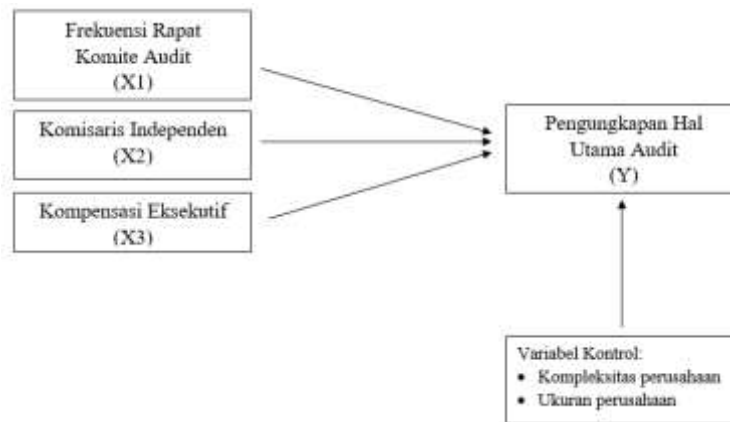 Frekuensi Rapat
Komite Audit
(X1)
Komisaris Independen
(X2)
Kompensasi Eksekutif
(X3)
Pengungkapan Hal
Utama Audit
(Y)
Variabel Kontrol:
• Kompleksitas perusahaan
• Ukuran perusahaan